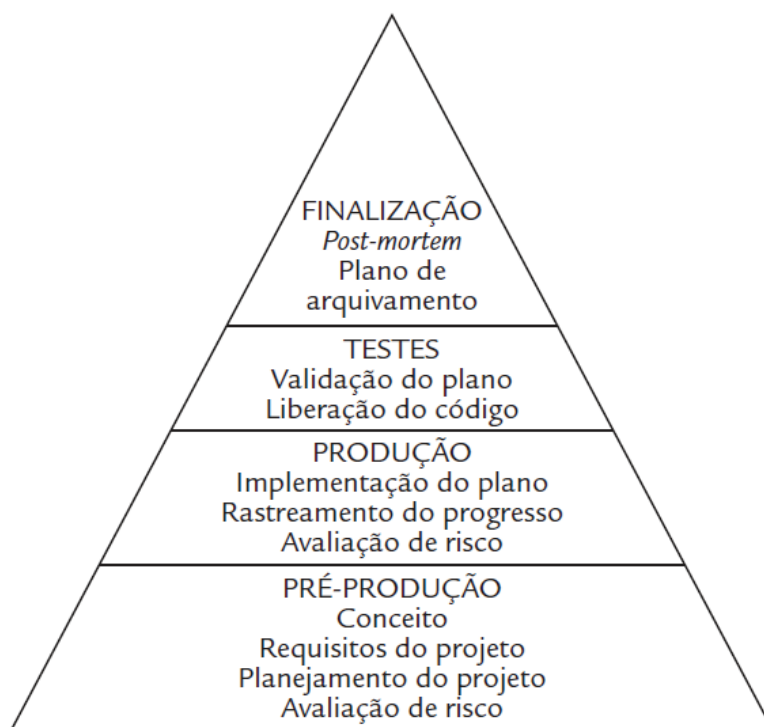 FINALIZAÇÃO
Post-mortem
Plano de
arquivamento
TESTES
Validação do plano
Liberação do código
PRODUÇÃO
Implementação do plano
Rastreamento do progresso
Avaliação de risco
PRÉ-PRODUÇÃO
Conceito
Requisitos do projeto
Planejamento do projeto
Avaliação de risco